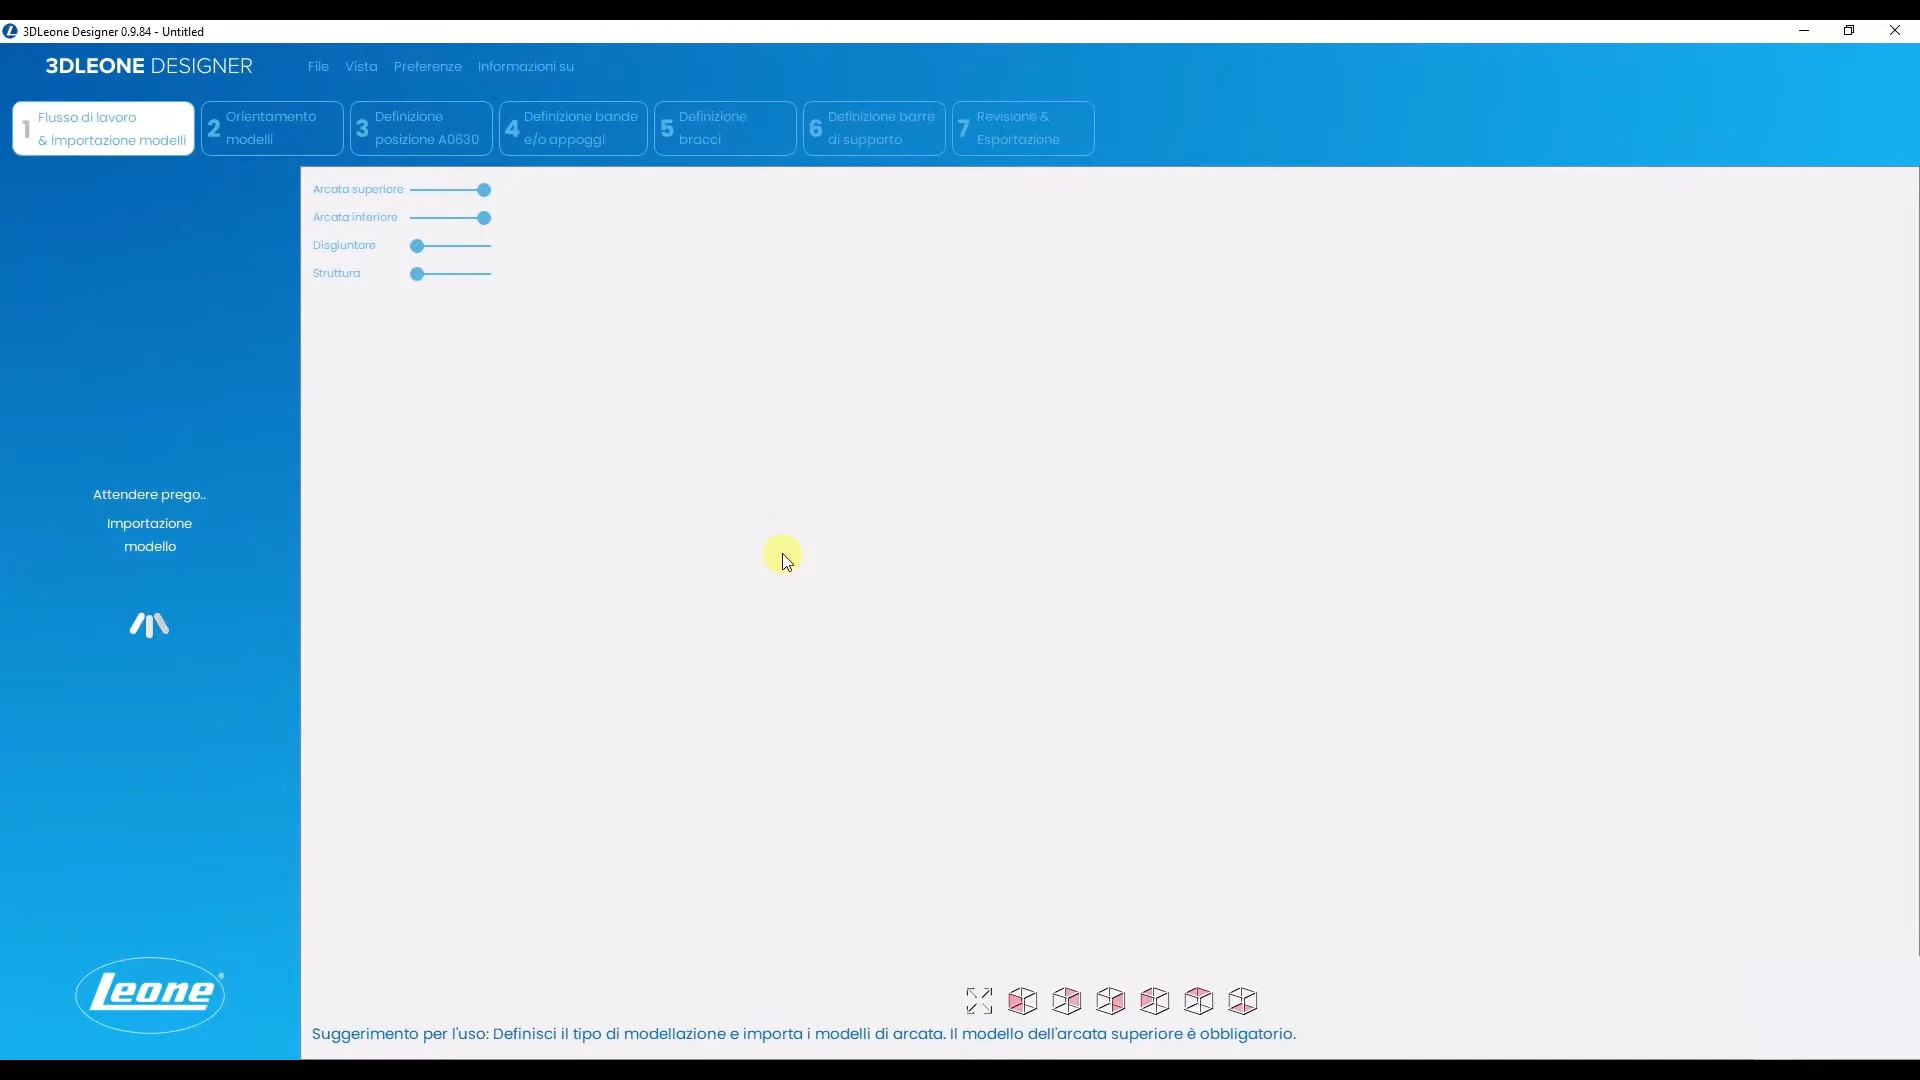 3DLeone Designer 0.9.84 - Untitled
3DLEONE DESIGNER
File Vista Preferenze Informazioni su
1 Flusso di lavoro
& importazione modelli
2 Orientamento
modelli
3 Definizione
posizione A0630
4 Definizione bande
e/o appoggi
5 Definizione
bracci
6 Definizione barre
di supporto
7 Revisione &
Esportazione
Arcata superiore
Arcata inferiore
Disgiuntore
Struttura
Attendere prego..
Importazione
modello
Leone®
Suggerimento per l'uso: Definisci il tipo di modellazione e importa i modelli di arcata. Il modello dell'arcata superiore è obbligatorio.